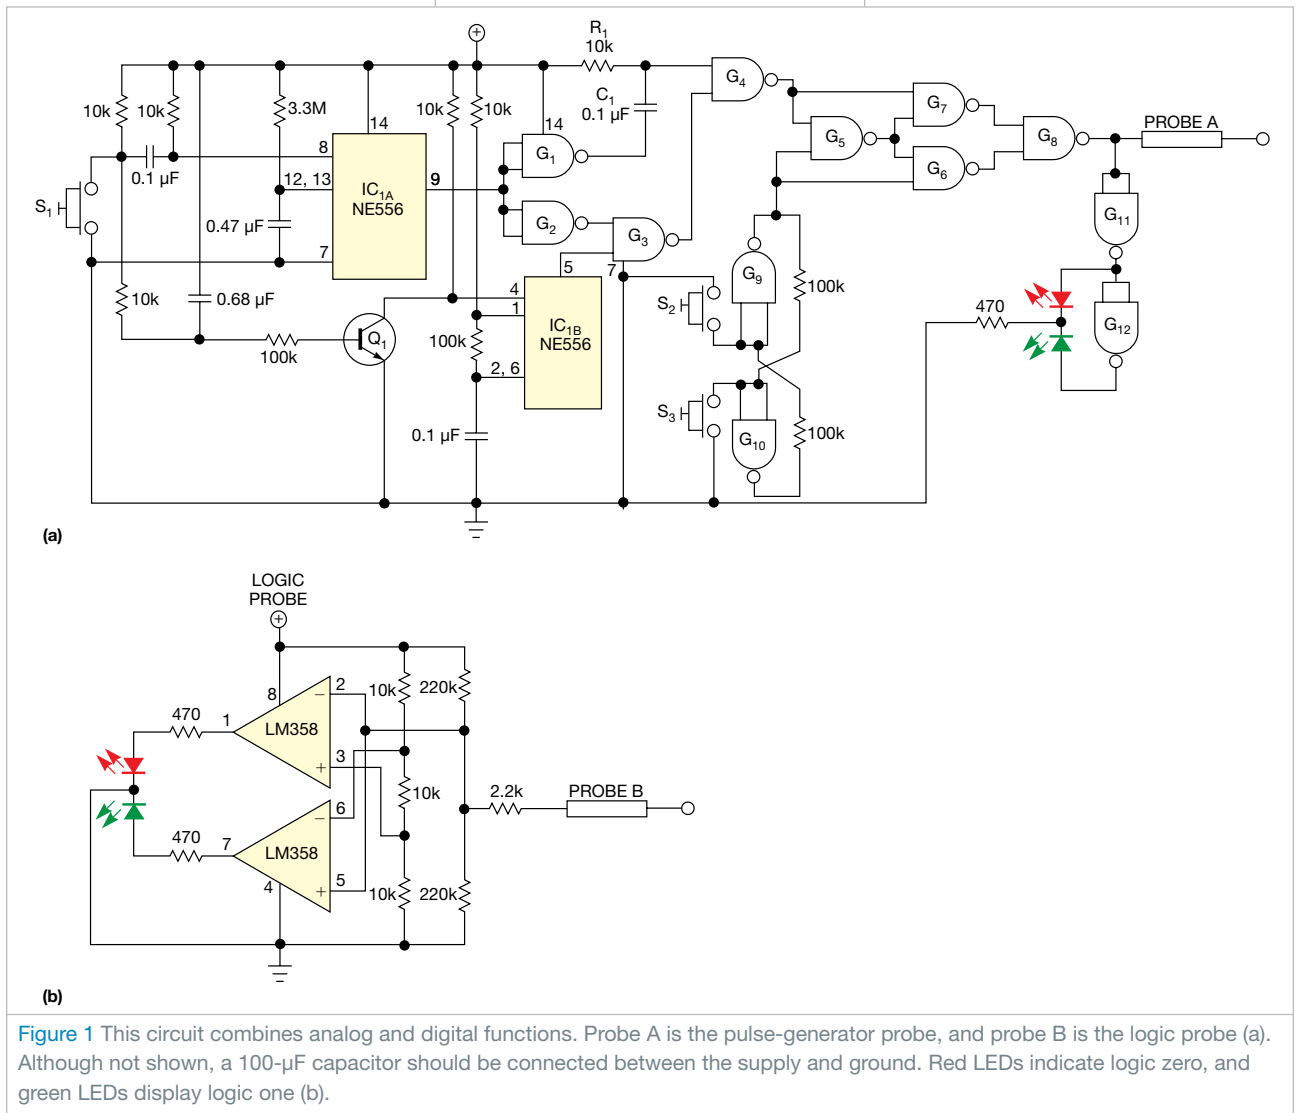 R1
10k
10k
10k
3.3M
10k
10k
C1
0.1 µF
G4
G7
14
14
8
G1
G5
G8
PROBE A
0.1 µF
12, 13
IC1A
NE556
9
G6
S1
0.47 µF
G2
G3
G11
7
5
7
G9
10k
0.68 µF
4
1
IC1B
NE556
S2
100k
470
G12
Q1
100k
100k
2, 6
S3
0.1 µF
G10
100k
(a)
LOGIC
PROBE
8
2
10k
220k
−
470
1
LM358
3
+
10k
2.2k
PROBE B
6
−
470
7
LM358
4
5
+
10k
220k
(b)
Figure 1 This circuit combines analog and digital functions. Probe A is the pulse-generator probe, and probe B is the logic probe (a).
Although not shown, a 100-µF capacitor should be connected between the supply and ground. Red LEDs indicate logic zero, and
green LEDs display logic one (b).